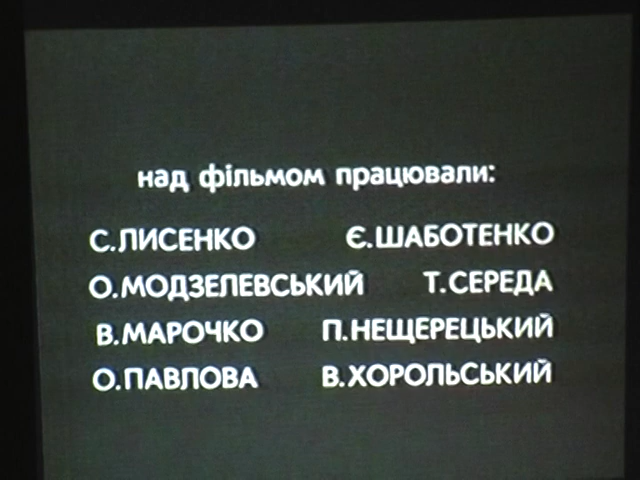 над фільмом працювали:
С.ЛИСЕНКО Є.ШАБОТЕНКО
О.МОДЗЕЛЕВСЬКИЙ Т.СЕРЕДА
В.МАРОЧКО П.НЕЩЕРЕЦЬКИЙ
О.ПАВЛОВА В.ХОРОЛЬСЬКИЙ